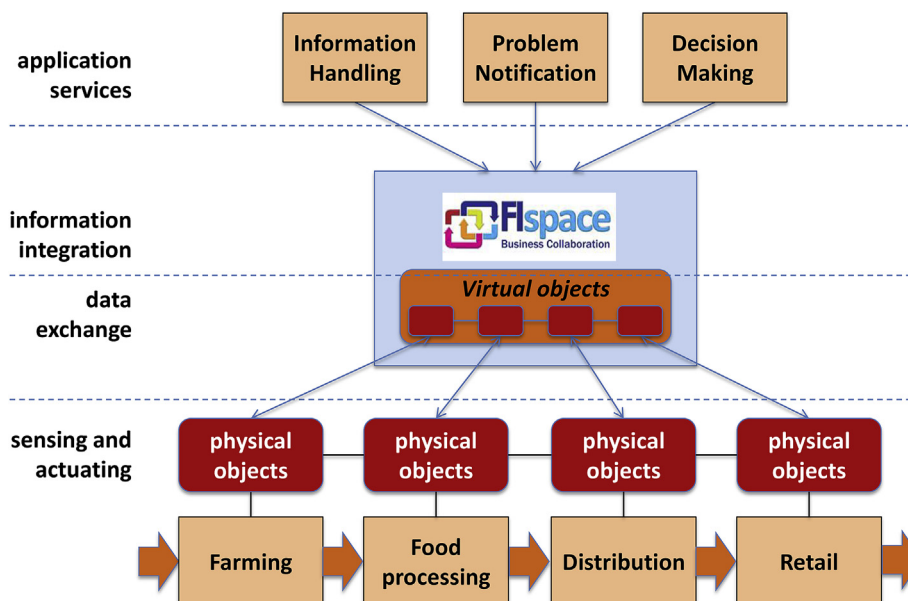 application
services
Information
Handling
Problem
Notification
Decision
Making
information
integration
FIspace
Business Collaboration
data
exchange
Virtual objects
sensing and
actuating
physical
objects
physical
objects
physical
objects
physical
objects
Farming
Food
processing
Distribution
Retail